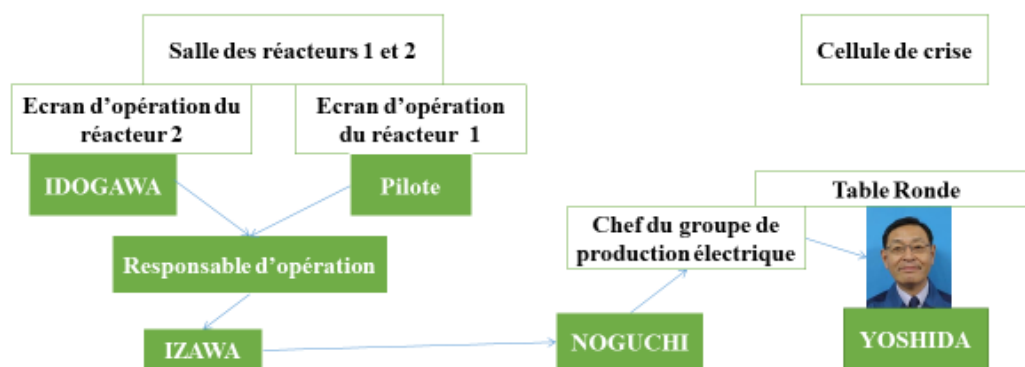 Salle des réacteurs 1 et 2
Cellule de crise
Ecran d'opération du
réacteur 2
Ecran d'opération
du réacteur  1
IDOGAWA
Pilote
Table Ronde
Chef du groupe de
production électrique
Responsable d'opération
IZAWA
NOGUCHI
YOSHIDA